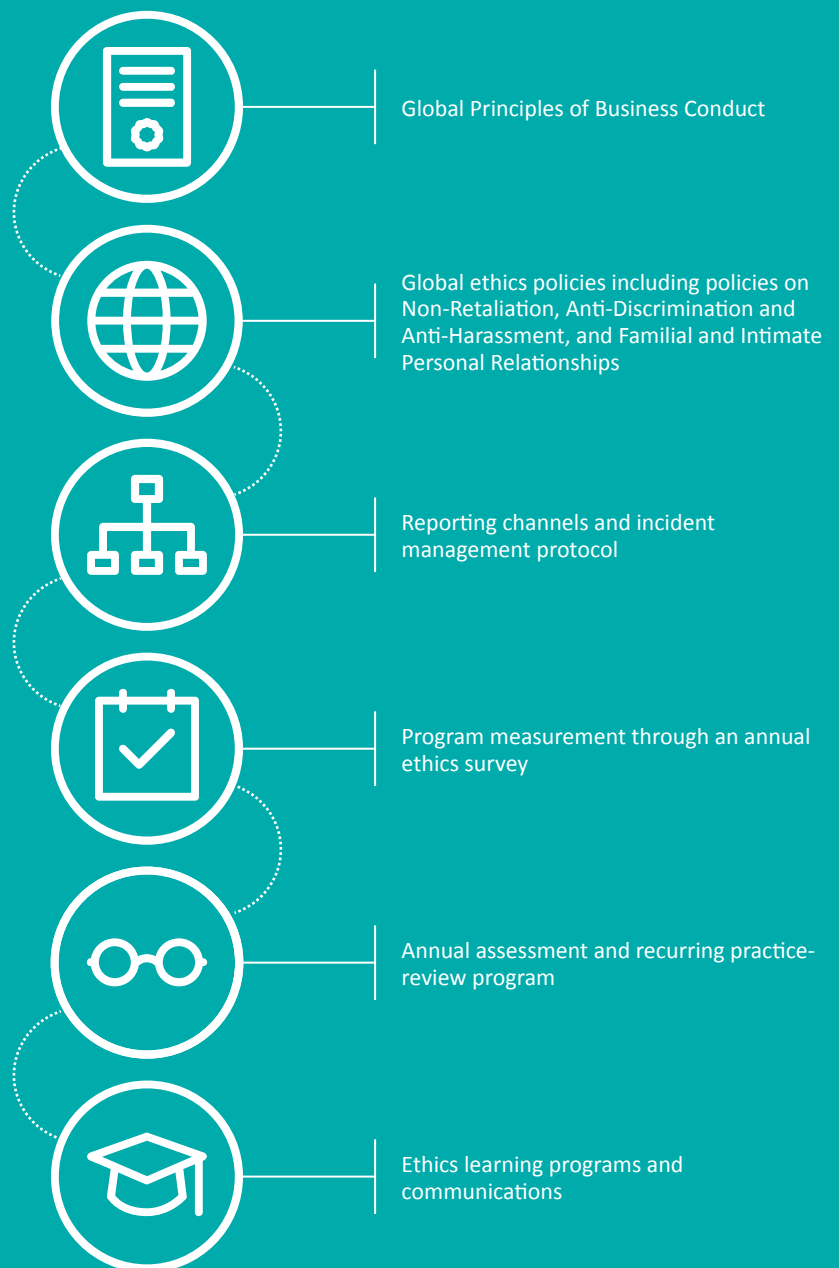 Global Principles of Business Conduct
Global ethics policies including policies on
Non-Retaliation, Anti-Discrimination and
Anti-Harassment, and Familial and Intimate
Personal Relationships
Reporting channels and incident
management protocol
Program measurement through an annual
ethics survey
Annual assessment and recurring practice-
review program
Ethics learning programs and
communications